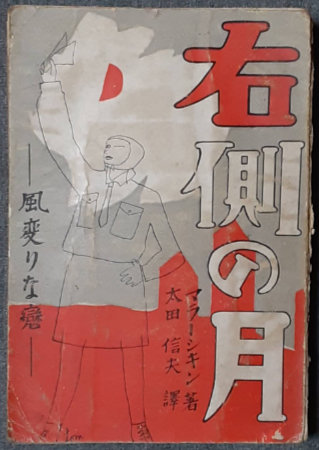 右側の月
―風変りな戀―
マラーシキン著
太田信夫譯